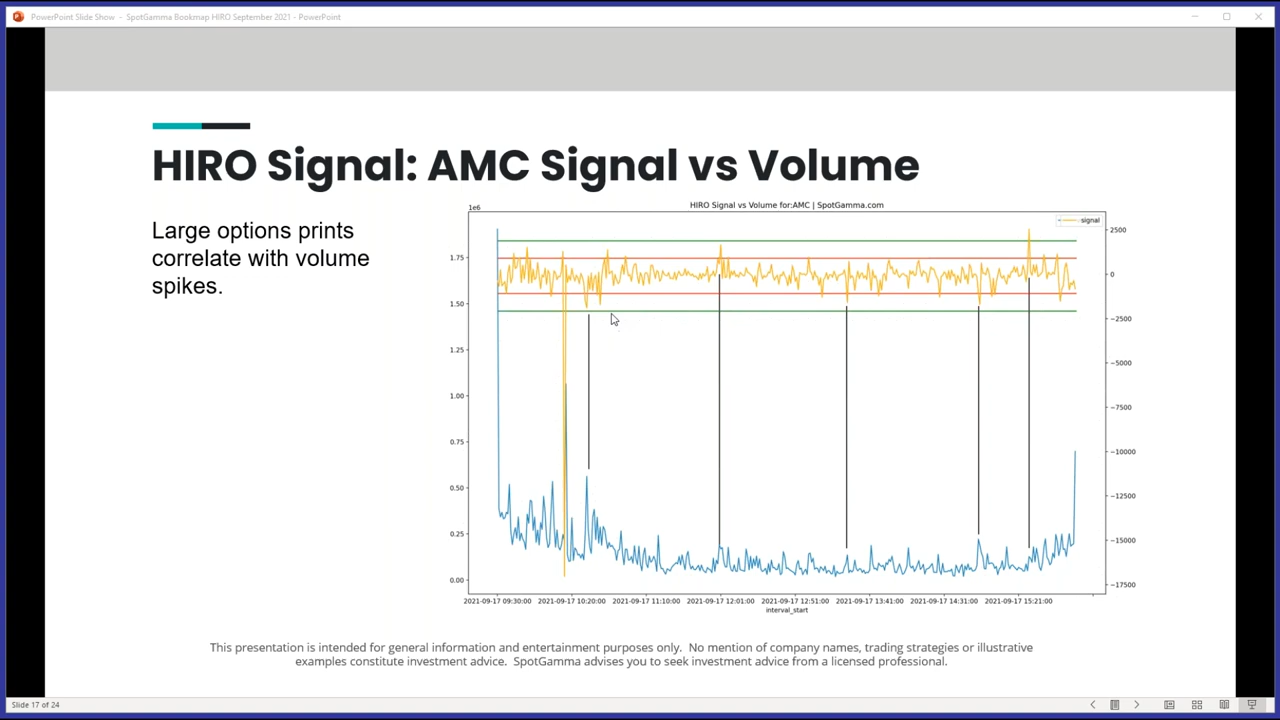 PowerPoint Slide Show - SpotGamma Bookmap HIRO September 2021 - PowerPoint
HIRO Signal: AMC Signal vs Volume
Large options prints
correlate with volume
spikes.
HIRO Signal vs Volume for:AMC | SpotGamma.com
1e6
signal
1.75
1.50
1.25
1.00
0.75
0.50
0.25
0.00
2500
0
−2500
−5000
−7500
−10000
−12500
−15000
−17500
2021-09-17 09:30:00 2021-09-17 10:20:00 2021-09-17 11:10:00 2021-09-17 12:01:00 2021-09-17 12:51:00 2021-09-17 13:41:00 2021-09-17 14:31:00 2021-09-17 15:21:00
interval_start
This presentation is intended for general information and entertainment purposes only. No mention of company names, trading strategies or illustrative
examples constitute investment advice. SpotGamma advises you to seek investment advice from a licensed professional.
Slide 17 of 24